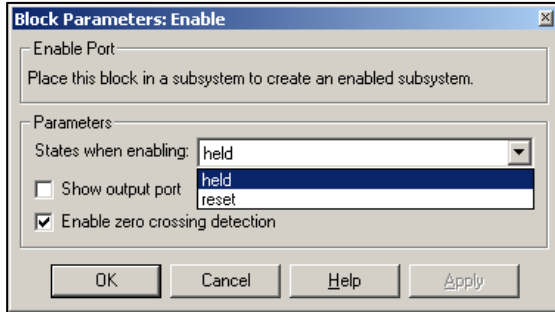 Block Parameters: Enable
Enable Port
Place this block in a subsystem to create an enabled subsystem.
Parameters
States when enabling: held
held
Show output port
reset
Enable zero crossing detection
OK Cancel Help Apply